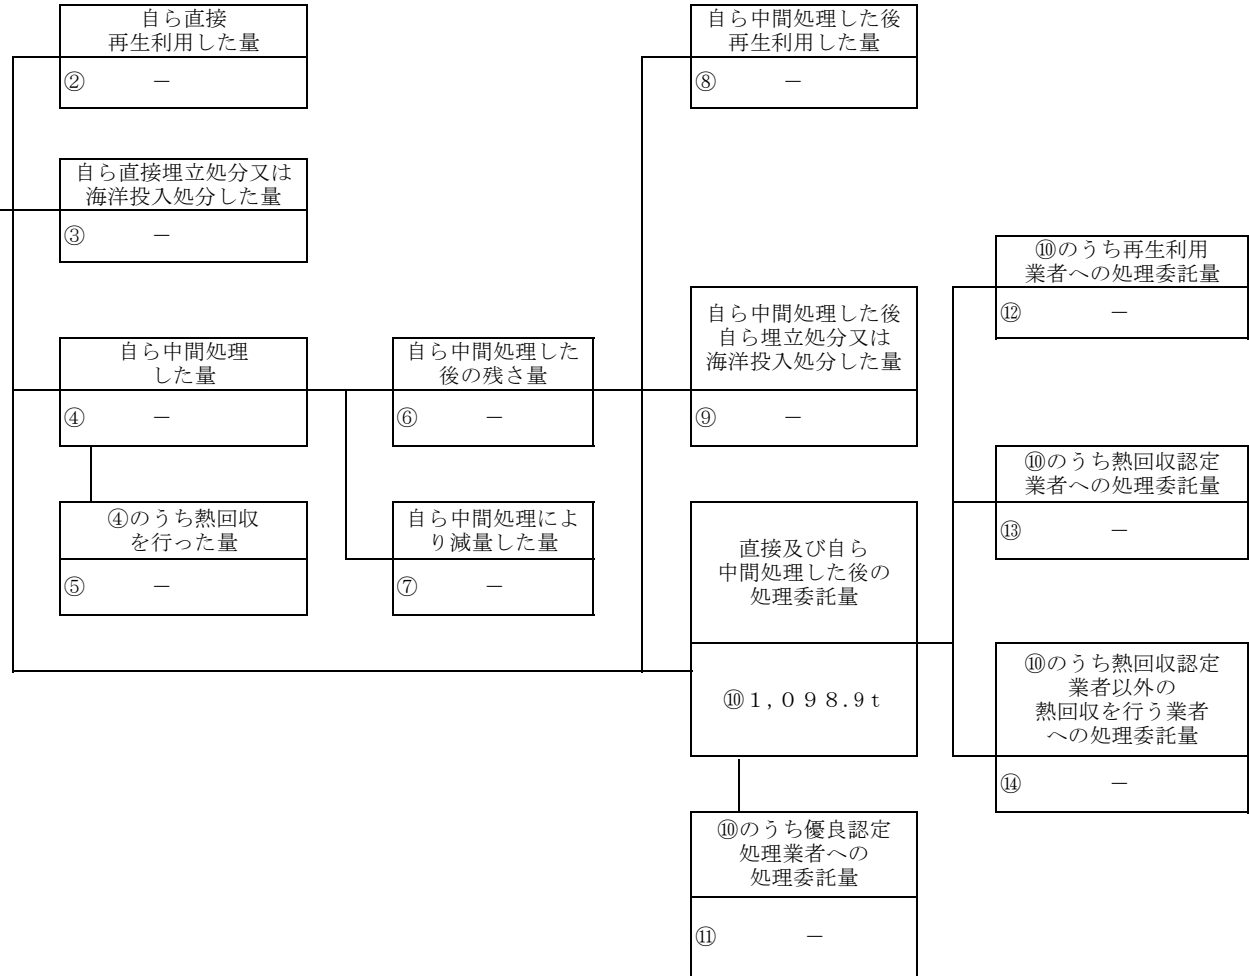 自ら直接
再生利用した量
② －
自ら直接埋立処分又は
海洋投入処分した量
③ －
自ら中間処理
した量
④ －
④のうち熱回収
を行った量
⑤ －
自ら中間処理した
後の残さ量
⑥ －
自ら中間処理によ
り減量した量
⑦ －
自ら中間処理した後
再生利用した量
⑧ －
自ら中間処理した後
自ら埋立処分又は
海洋投入処分した量
⑨ －
直接及び自ら
中間処理した後の
処理委託量
⑩１,０９８.９ｔ
⑩のうち優良認定
処理業者への
処理委託量
⑪ －
⑩のうち再生利用
業者への処理委託量
⑫ －
⑩のうち熱回収認定
業者への処理委託量
⑬ －
⑩のうち熱回収認定
業者以外の
熱回収を行う業者
への処理委託量
⑭ －